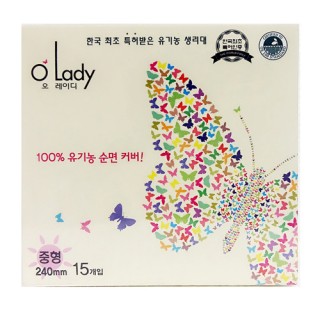 한국 최초 특허받은 유기농 생리대
O Lady
오 레이디
100% 유기농 순면 커버!
중형
240mm 15개입